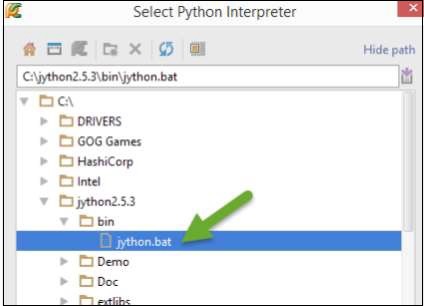 Select Python Interpreter
Hide path
C:\jython2.5.3\bin\jython.bat
C:\
DRIVERS
GOG Games
HashiCorp
Intel
jython2.5.3
bin
jython.bat
Demo
Doc
extlibs